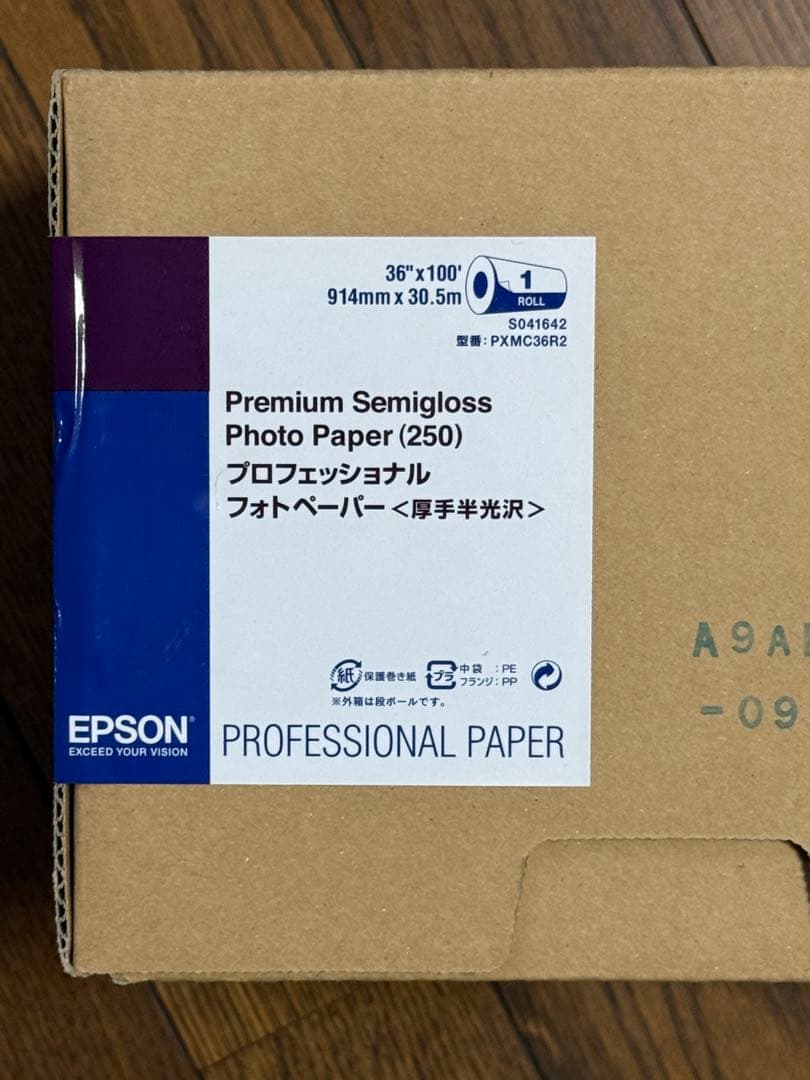 36"x100'
914mm x 30.5m
1
ROLL
S041642
型番：PXMC36R2
Premium Semigloss
Photo Paper (250)
プロフェッショナル
フォトペーパー＜厚手半光沢＞
紙 保護巻き紙
プラ 中袋 ：PE
フランジ：PP
※外箱は段ボールです。
EPSON®
EXCEED YOUR VISION
PROFESSIONAL PAPER
A9A
-09